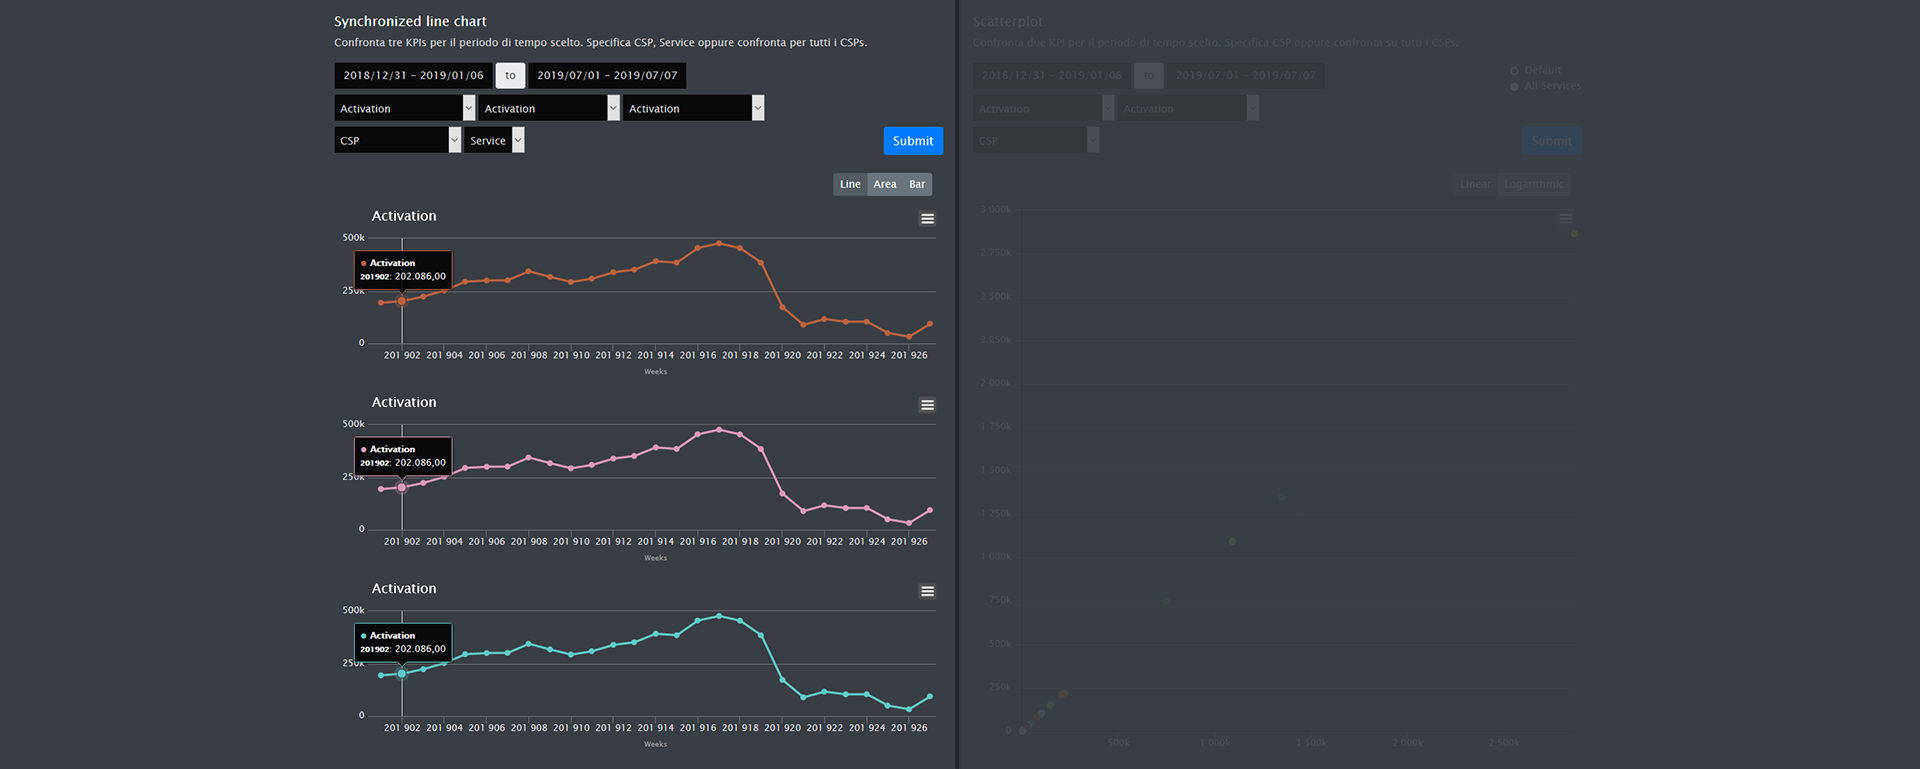 Synchronized line chart
Confronta tre KPIs per il periodo di tempo scelto. Specifica CSP, Service oppure confronta per tutti i CSPs.
2018/12/31 - 2019/01/06 to 2019/07/01 - 2019/07/07
Activation Activation Activation
CSP Service Submit
Line Area Bar
Activation
500k
Activation
201902: 202.086,00
250k
0
201 902 201 904 201 906 201 908 201 910 201 912 201 914 201 916 201 918 201 920 201 922 201 924 201 926
Weeks
Activation
500k
Activation
201902: 202.086,00
250k
0
201 902 201 904 201 906 201 908 201 910 201 912 201 914 201 916 201 918 201 920 201 922 201 924 201 926
Weeks
Activation
500k
Activation
201902: 202.086,00
250k
0
201 902 201 904 201 906 201 908 201 910 201 912 201 914 201 916 201 918 201 920 201 922 201 924 201 926
Weeks
Scatterplot
Confronta due KPI per il periodo di tempo scelto. Specifica CSP oppure confronta su tutti i CSPs.
2018/12/31 - 2019/01/06 to 2019/07/01 - 2019/07/07
Default
All Services
Activation Activation
CSP Submit
Linear Logarithmic
3 000k
2 750k
2 500k
2 250k
2 000k
1 750k
1 500k
1 250k
1 000k
750k
500k
250k
0
500k 1 000k 1 500k 2 000k 2 500k